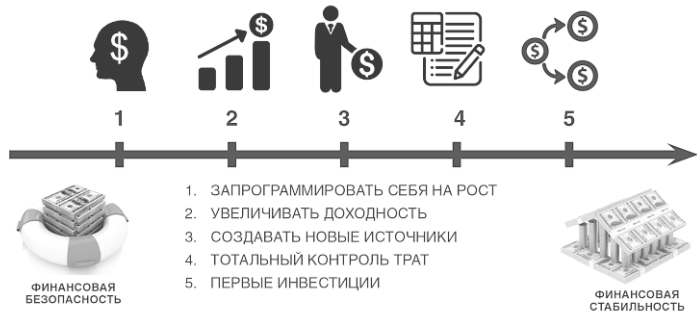 $
$
$
$
$
$
1
2
3
4
5
1. ЗАПРОГРАММИРОВАТЬ СЕБЯ НА РОСТ
2. УВЕЛИЧИВАТЬ ДОХОДНОСТЬ
3. СОЗДАВАТЬ НОВЫЕ ИСТОЧНИКИ
4. ТОТАЛЬНЫЙ КОНТРОЛЬ ТРАТ
5. ПЕРВЫЕ ИНВЕСТИЦИИ
ФИНАНСОВАЯ
БЕЗОПАСНОСТЬ
ФИНАНСОВАЯ
СТАБИЛЬНОСТЬ